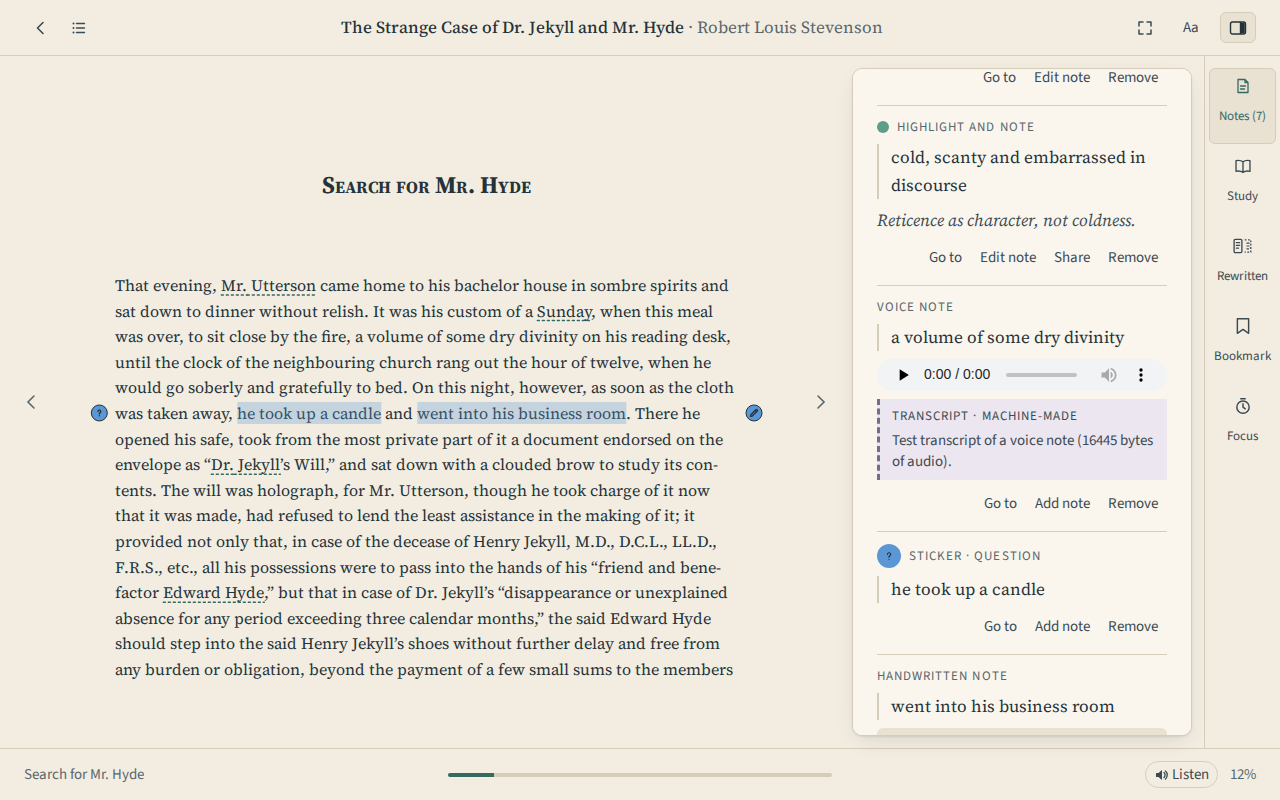 The Strange Case of Dr. Jekyll and Mr. Hyde · Robert Louis Stevenson
Aa
Search for Mr. Hyde
That evening, Mr. Utterson came home to his bachelor house in sombre spirits and
sat down to dinner without relish. It was his custom of a Sunday, when this meal
was over, to sit close by the fire, a volume of some dry divinity on his reading desk,
until the clock of the neighbouring church rang out the hour of twelve, when he
would go soberly and gratefully to bed. On this night, however, as soon as the cloth
? was taken away, he took up a candle and went into his business room. There he
opened his safe, took from the most private part of it a document endorsed on the
envelope as “Dr. Jekyll’s Will,” and sat down with a clouded brow to study its con-
tents. The will was holograph, for Mr. Utterson, though he took charge of it now
that it was made, had refused to lend the least assistance in the making of it; it
provided not only that, in case of the decease of Henry Jekyll, M.D., D.C.L., LL.D.,
F.R.S., etc., all his possessions were to pass into the hands of his “friend and bene-
factor Edward Hyde,” but that in case of Dr. Jekyll’s “disappearance or unexplained
absence for any period exceeding three calendar months,” the said Edward Hyde
should step into the said Henry Jekyll’s shoes without further delay and free from
any burden or obligation, beyond the payment of a few small sums to the members
Go to Edit note Remove
HIGHLIGHT AND NOTE
cold, scanty and embarrassed in
discourse
Reticence as character, not coldness.
Go to Edit note Share Remove
VOICE NOTE
a volume of some dry divinity
0:00 / 0:00
TRANSCRIPT · MACHINE-MADE
Test transcript of a voice note (16445 bytes
of audio).
Go to Add note Remove
? STICKER · QUESTION
he took up a candle
Go to Add note Remove
HANDWRITTEN NOTE
went into his business room
Notes (7)
Study
Rewritten
Bookmark
Focus
Search for Mr. Hyde
Listen
12%